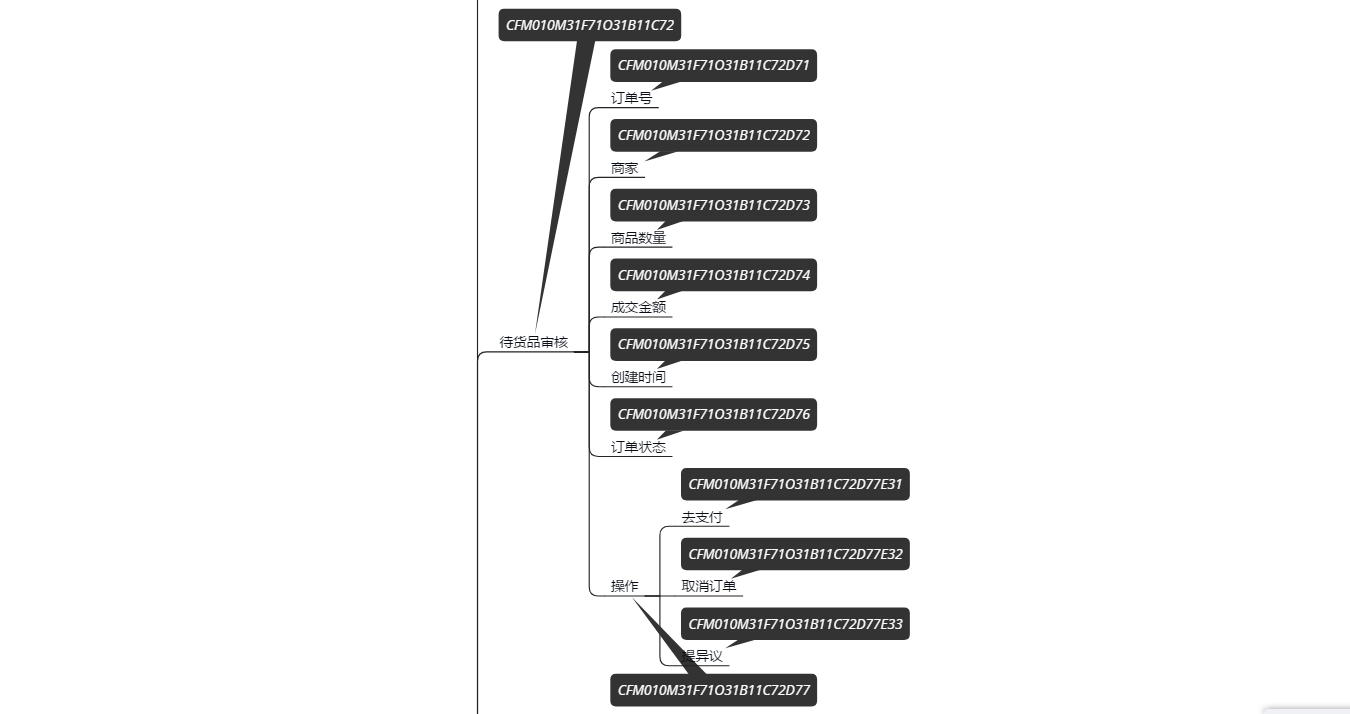 CFM010M31F71O31B11C72
CFM010M31F71O31B11C72D71
订单号
CFM010M31F71O31B11C72D72
商家
CFM010M31F71O31B11C72D73
商品数量
CFM010M31F71O31B11C72D74
成交金额
CFM010M31F71O31B11C72D75
待货品审核
创建时间
CFM010M31F71O31B11C72D76
订单状态
CFM010M31F71O31B11C72D77E31
去支付
CFM010M31F71O31B11C72D77E32
操作
取消订单
CFM010M31F71O31B11C72D77E33
提异议
CFM010M31F71O31B11C72D77